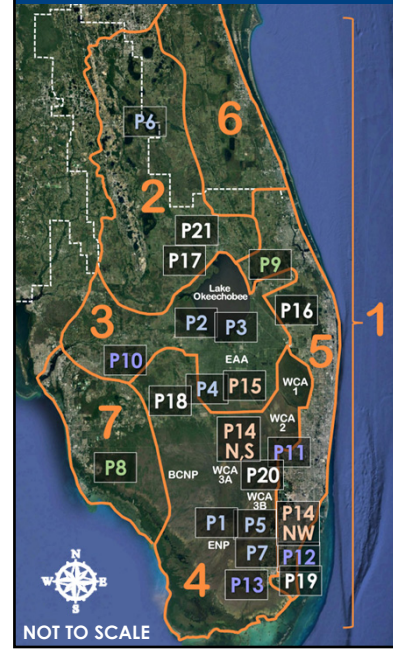 6
P6
2
P21
P17
P9
Lake
Okeechobee
P16
1
3
P2
P3
5
EAA
P10
P4
P15
WCA
1
P18
7
P14
N,S
WCA
2
P11
P8
BCNP
WCA
3A
P20
WCA
3B
P14
NW
P1
P5
ENP
P7
P12
4
P13
P19
N
W
E
S
NOT TO SCALE